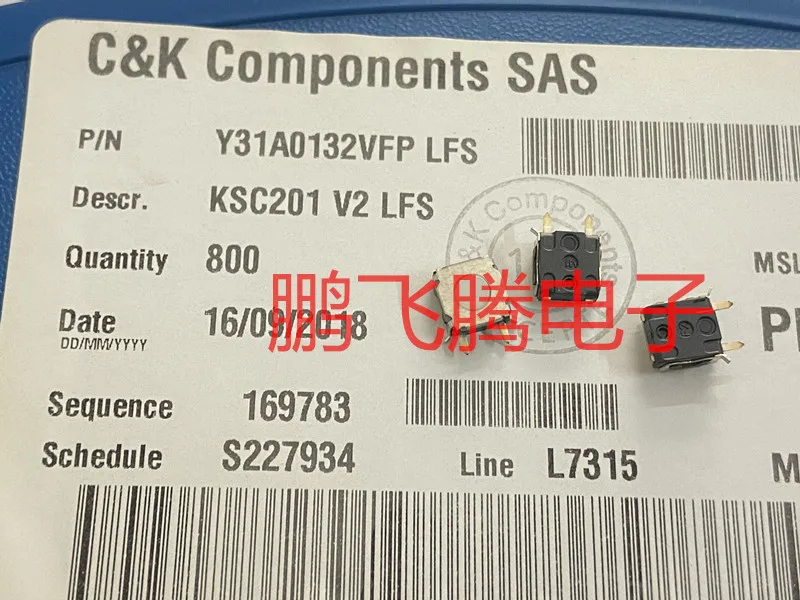 C&K Components SAS
P/N Y31A0132VFP LFS
Descr. KSC201 V2 LFS
&K Components
Quantity 800
MSL
鹏飞腾电子
Date 16/09/2018
DD/MM/YYYY
Sequence 169783
Schedule S227934 Line L7315